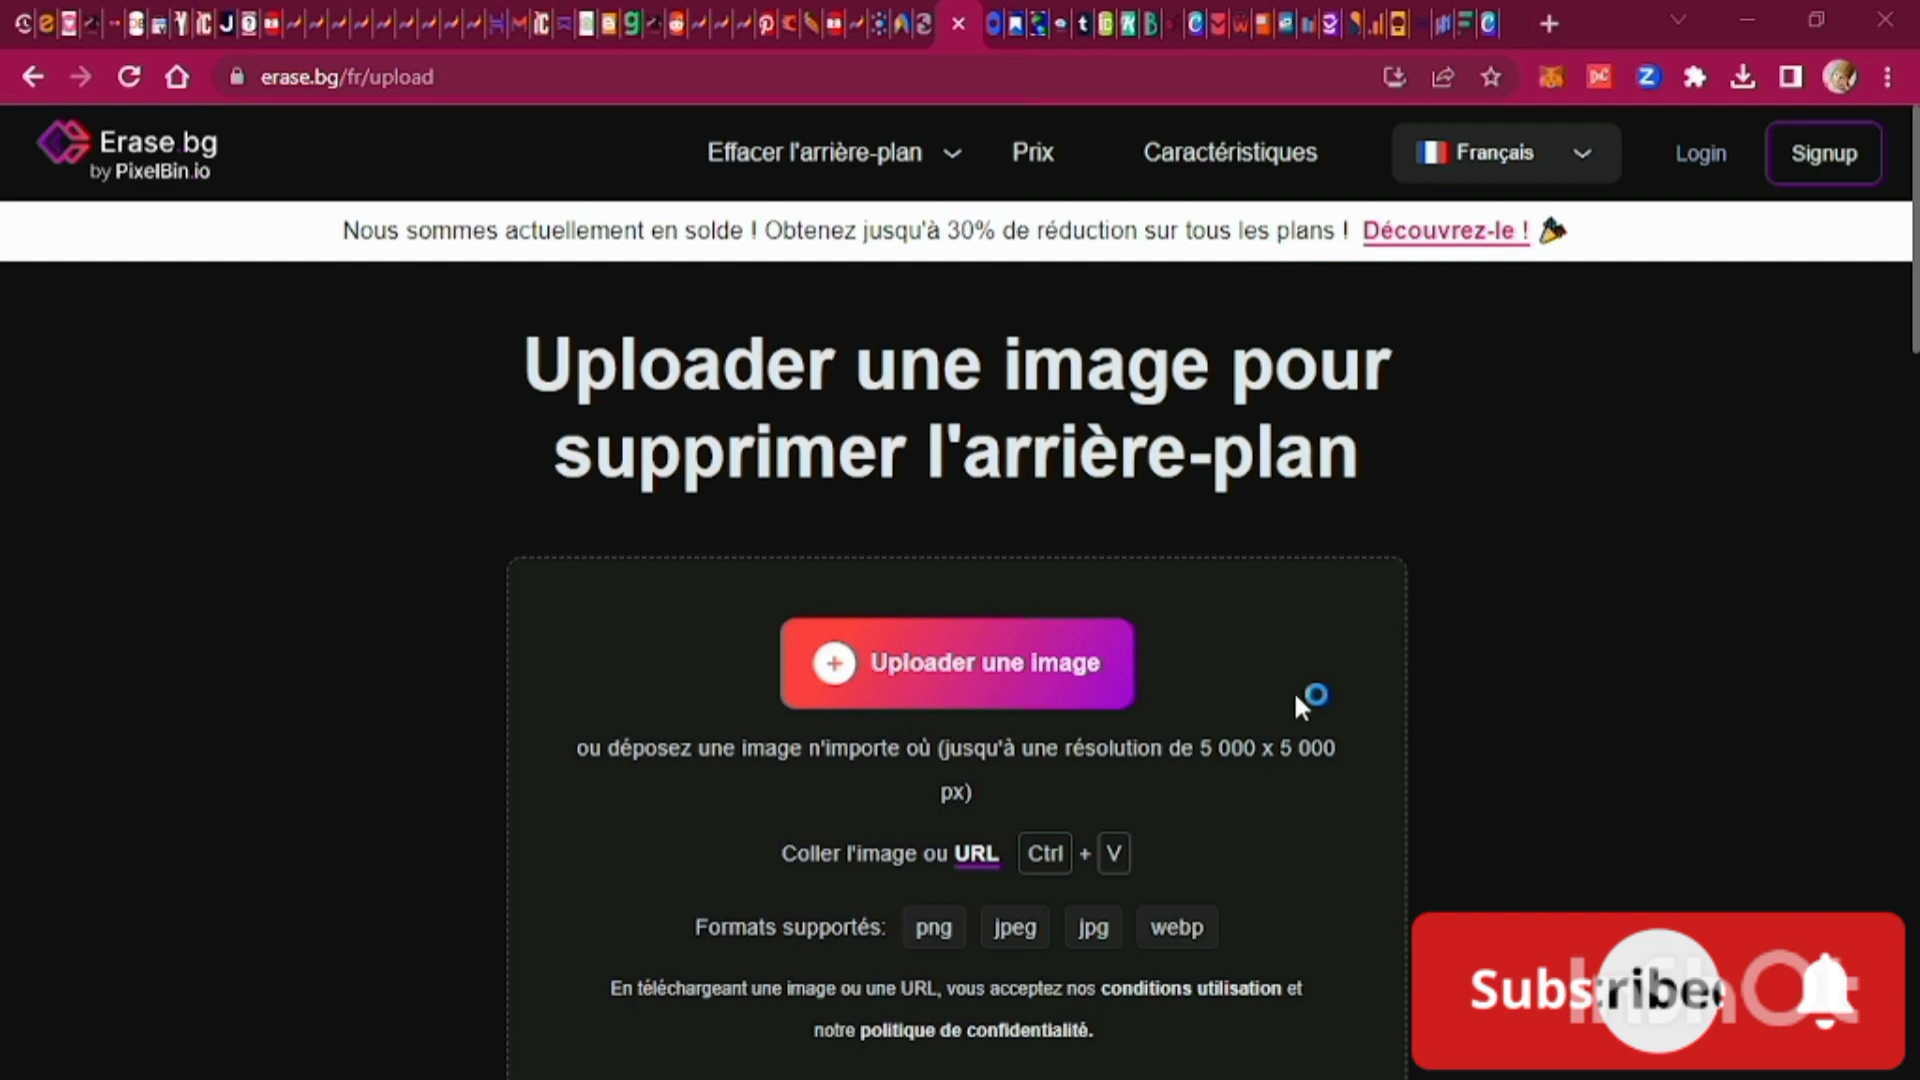 erase.bg/fr/upload
Erase.bg
by PixelBin.io
Effacer l'arrière-plan
Prix
Caractéristiques
Français
Login
Signup
Nous sommes actuellement en solde ! Obtenez jusqu'à 30% de réduction sur tous les plans ! Découvrez-le !
Uploader une image pour
supprimer l'arrière-plan
Uploader une image
ou déposez une image n'importe où (jusqu'à une résolution de 5 000 x 5 000
px)
Coller l'image ou URL Ctrl + V
Formats supportés: png jpeg jpg webp
En téléchargeant une image ou une URL, vous acceptez nos conditions utilisation et
notre politique de confidentialité.
Subscribed